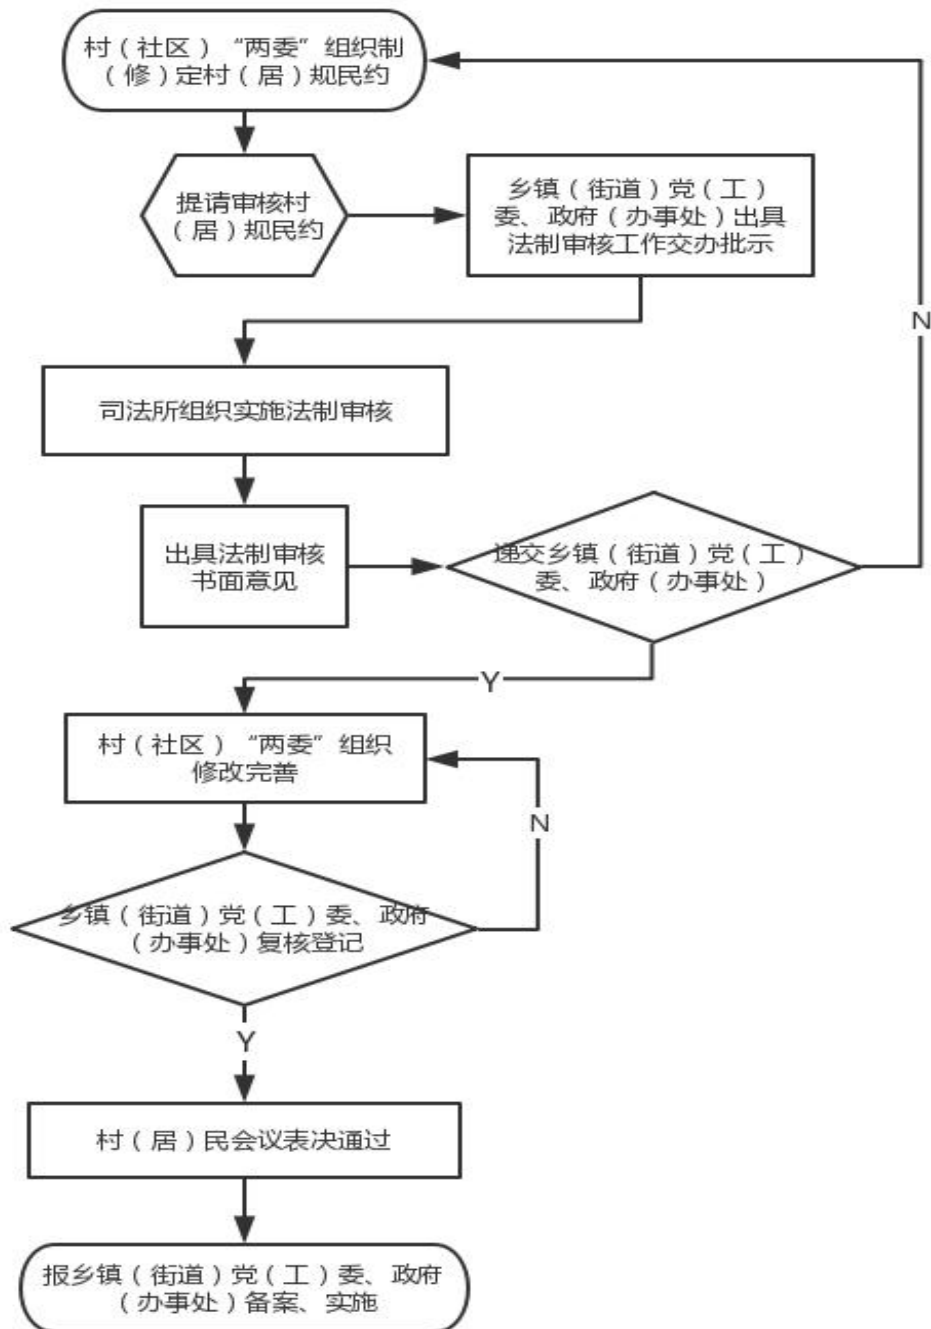 村（社区）“两委”组织制
（修）定村（居）规民约
提请审核村
（居）规民约
乡镇（街道）党（工）
委、政府（办事处）出具
法制审核工作交办批示
N
司法所组织实施法制审核
出具法制审核
书面意见
递交乡镇（街道）党（工）
委、政府（办事处）
Y
村（社区）“两委”组织
修改完善
N
乡镇（街道）党（工）委、政府
（办事处）复核登记
Y
村（居）民会议表决通过
报乡镇（街道）党（工）委、政府
（办事处）备案、实施